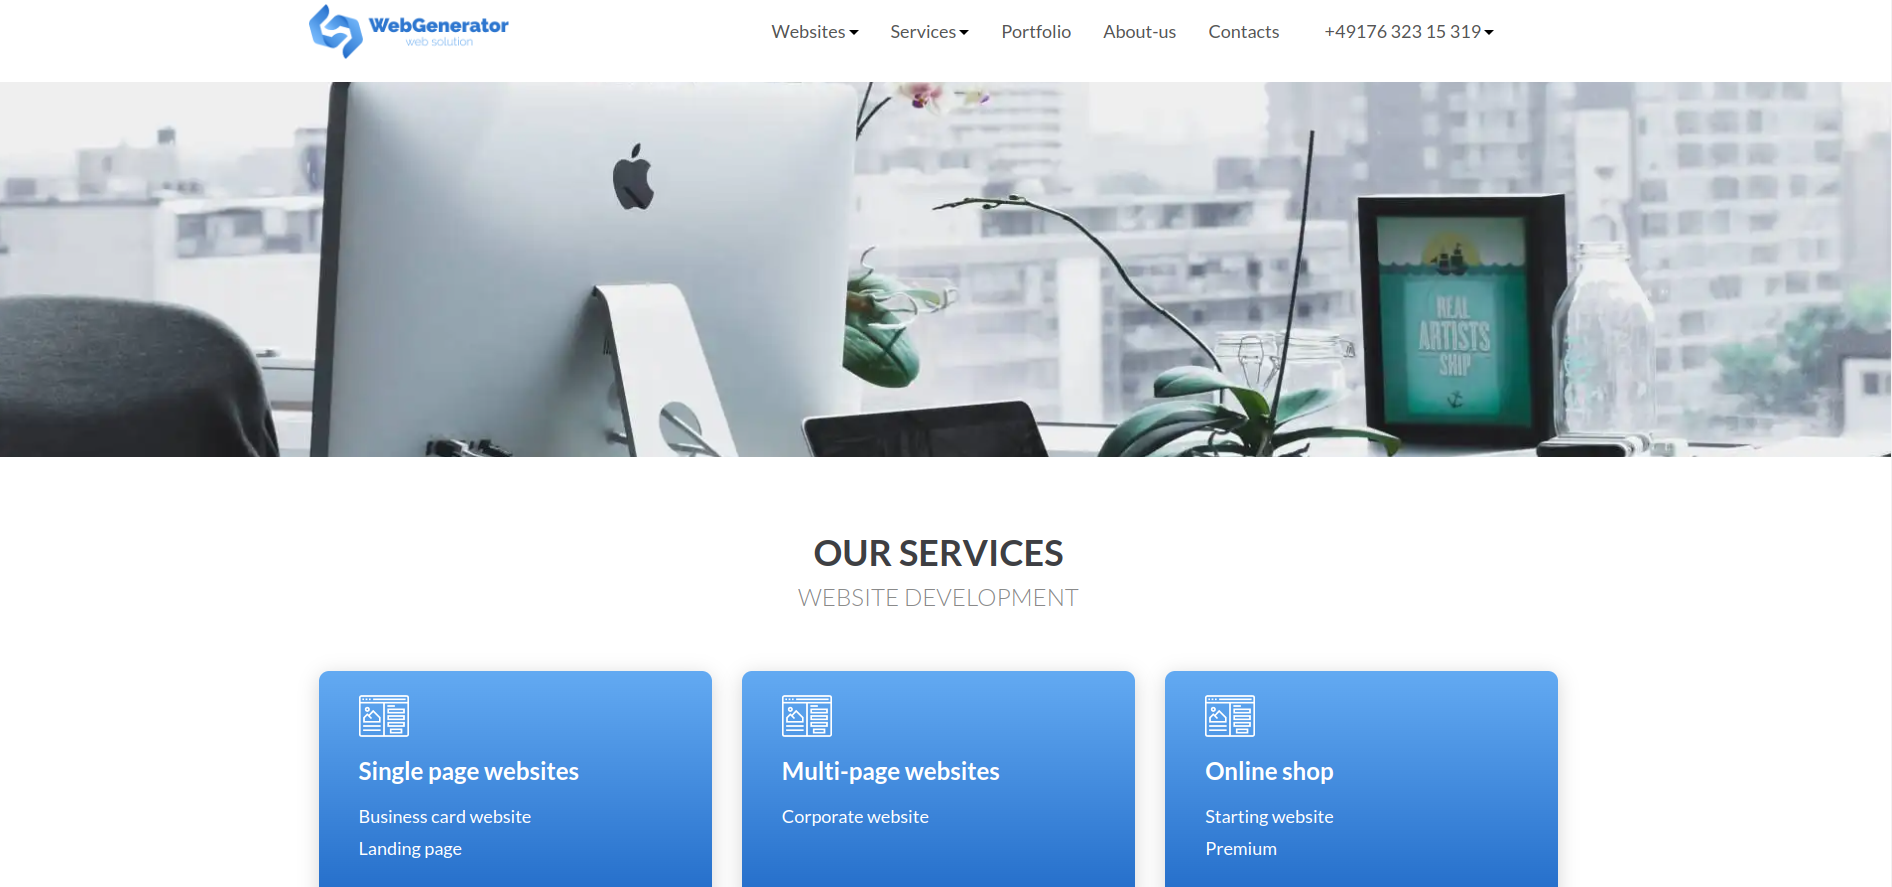 WebGenerator
web solution
Websites Services Portfolio About-us Contacts +49176 323 15 319
REAL
ARTISTS
SHIP
OUR SERVICES
WEBSITE DEVELOPMENT
Single page websites
Business card website
Landing page
Multi-page websites
Corporate website
Online shop
Starting website
Premium